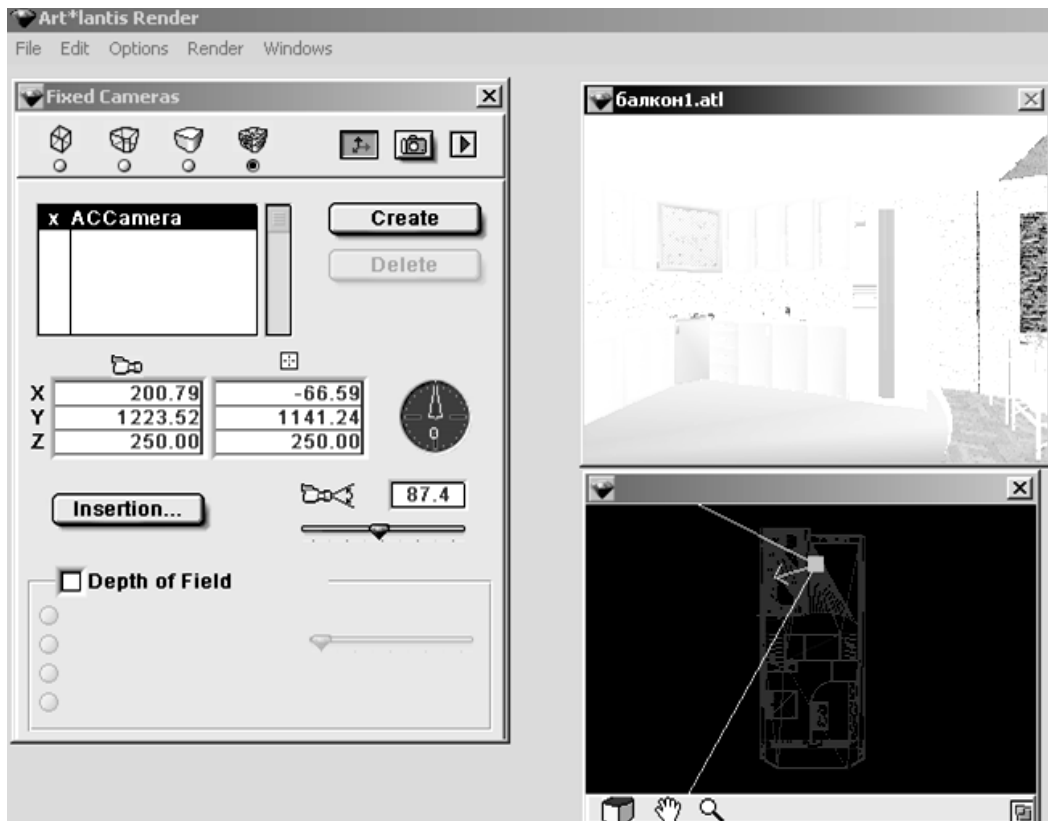 Art*lantis Render
File Edit Options Render Windows
Fixed Cameras
x ACCamera
Create
Delete
X 200.79 -66.59
Y 1223.52 1141.24
Z 250.00 250.00
0
Insertion...
87.4
Depth of Field
балкон1.atl